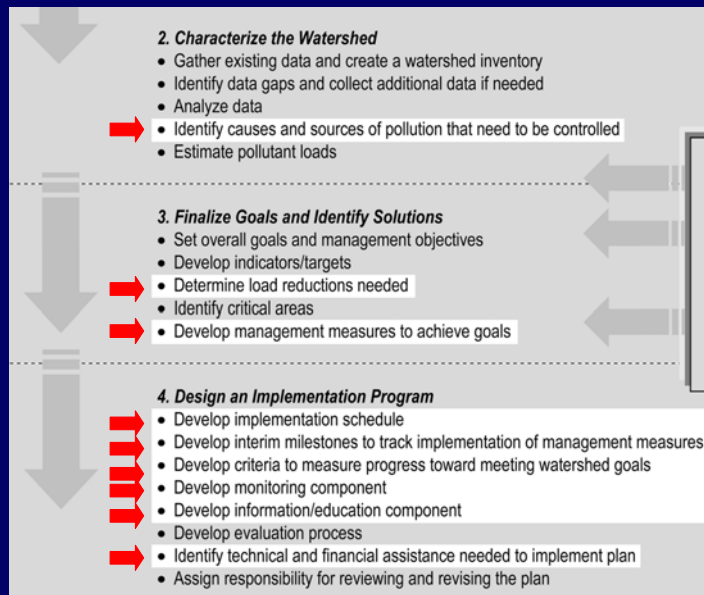 2. Characterize the Watershed
• Gather existing data and create a watershed inventory
• Identify data gaps and collect additional data if needed
• Analyze data
• Identify causes and sources of pollution that need to be controlled
• Estimate pollutant loads
3. Finalize Goals and Identify Solutions
• Set overall goals and management objectives
• Develop indicators/targets
• Determine load reductions needed
• Identify critical areas
• Develop management measures to achieve goals
4. Design an Implementation Program
• Develop implementation schedule
• Develop interim milestones to track implementation of management measures
• Develop criteria to measure progress toward meeting watershed goals
• Develop monitoring component
• Develop information/education component
• Develop evaluation process
• Identify technical and financial assistance needed to implement plan
• Assign responsibility for reviewing and revising the plan